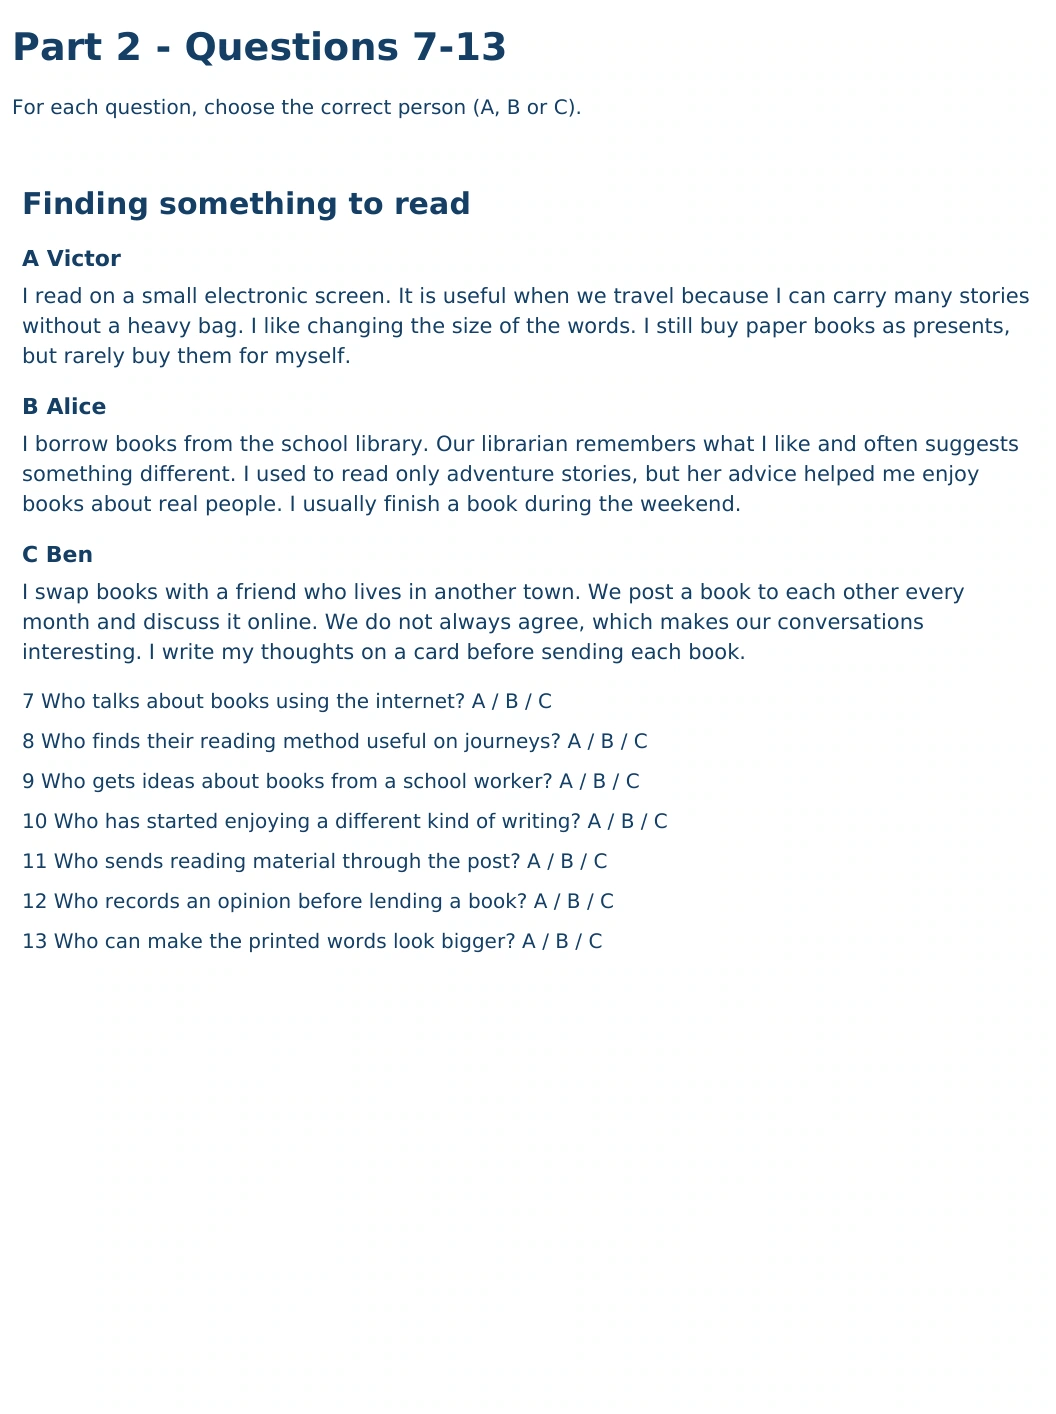 Part 2 - Questions 7-13
For each question, choose the correct person (A, B or C).
Finding something to read
A Victor
I read on a small electronic screen. It is useful when we travel because I can carry many stories
without a heavy bag. I like changing the size of the words. I still buy paper books as presents,
but rarely buy them for myself.
B Alice
I borrow books from the school library. Our librarian remembers what I like and often suggests
something different. I used to read only adventure stories, but her advice helped me enjoy
books about real people. I usually finish a book during the weekend.
C Ben
I swap books with a friend who lives in another town. We post a book to each other every
month and discuss it online. We do not always agree, which makes our conversations
interesting. I write my thoughts on a card before sending each book.
7 Who talks about books using the internet? A / B / C
8 Who finds their reading method useful on journeys? A / B / C
9 Who gets ideas about books from a school worker? A / B / C
10 Who has started enjoying a different kind of writing? A / B / C
11 Who sends reading material through the post? A / B / C
12 Who records an opinion before lending a book? A / B / C
13 Who can make the printed words look bigger? A / B / C